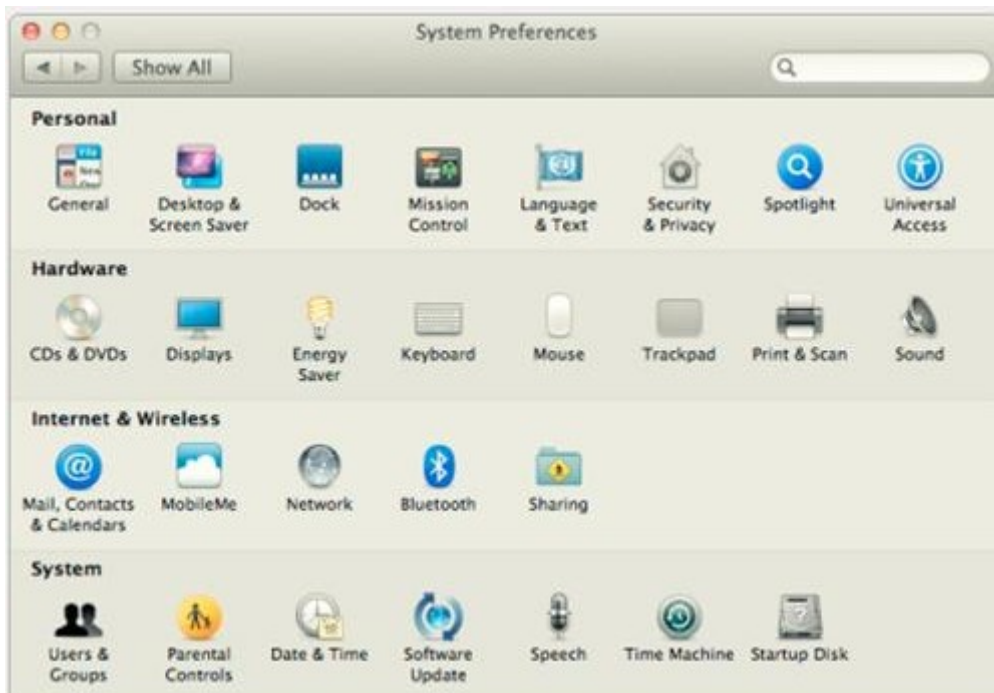 System Preferences
Show All
Personal
General
Desktop &
Screen Saver
Dock
Mission
Control
Language
& Text
Security
& Privacy
Spotlight
Universal
Access
Hardware
CDs & DVDs
Displays
Energy
Saver
Keyboard
Mouse
Trackpad
Print & Scan
Sound
Internet & Wireless
Mail, Contacts
& Calendars
MobileMe
Network
Bluetooth
Sharing
System
Users &
Groups
Parental
Controls
Date & Time
Software
Update
Speech
Time Machine
Startup Disk